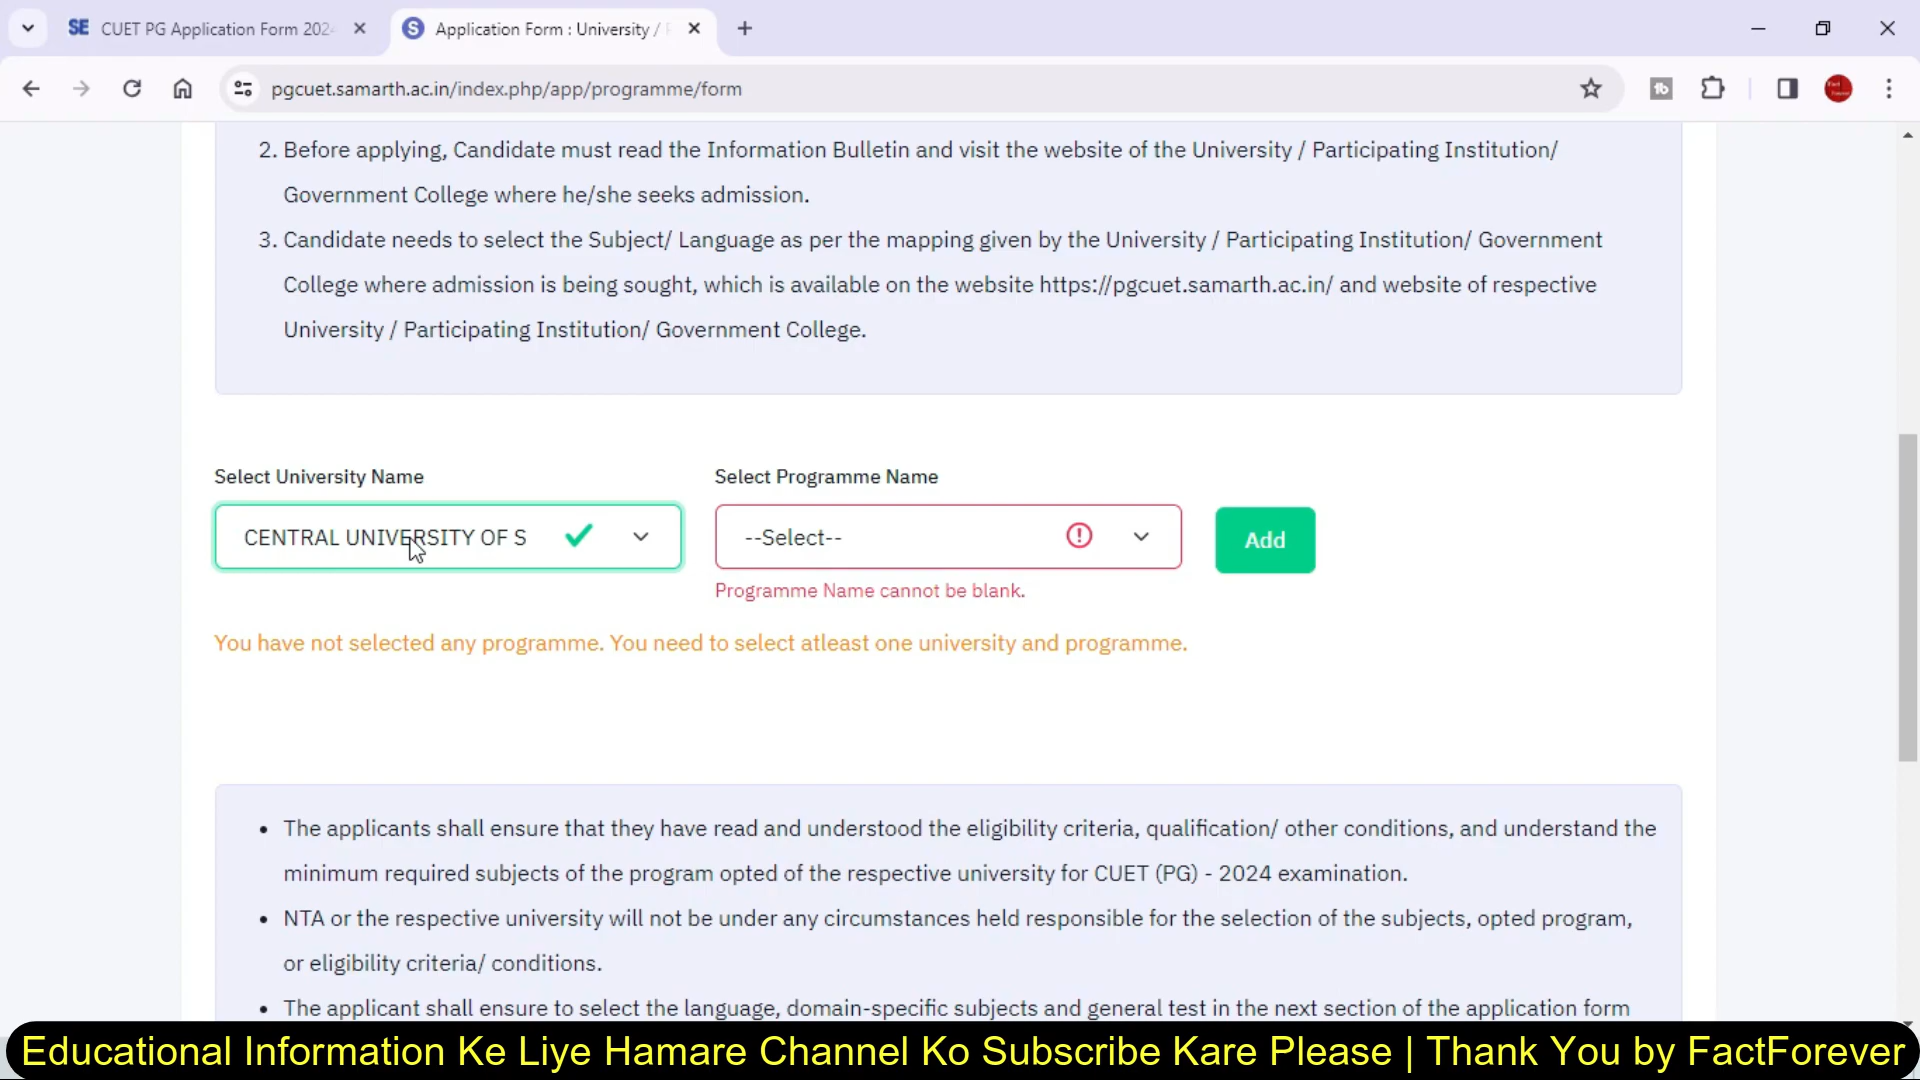 SE CUET PG Application Form 202
S Application Form : University /
pgcuet.samarth.ac.in/index.php/app/programme/form
2. Before applying, Candidate must read the Information Bulletin and visit the website of the University / Participating Institution/
Government College where he/she seeks admission.
3. Candidate needs to select the Subject/ Language as per the mapping given by the University / Participating Institution/ Government
College where admission is being sought, which is available on the website https://pgcuet.samarth.ac.in/ and website of respective
University / Participating Institution/ Government College.
Select University Name
Select Programme Name
CENTRAL UNIVERSITY OF S
--Select--
Add
Programme Name cannot be blank.
You have not selected any programme. You need to select atleast one university and programme.
• The applicants shall ensure that they have read and understood the eligibility criteria, qualification/ other conditions, and understand the
minimum required subjects of the program opted of the respective university for CUET (PG) - 2024 examination.
• NTA or the respective university will not be under any circumstances held responsible for the selection of the subjects, opted program,
or eligibility criteria/ conditions.
• The applicant shall ensure to select the language, domain-specific subjects and general test in the next section of the application form
Educational Information Ke Liye Hamare Channel Ko Subscribe Kare Please | Thank You by FactForever